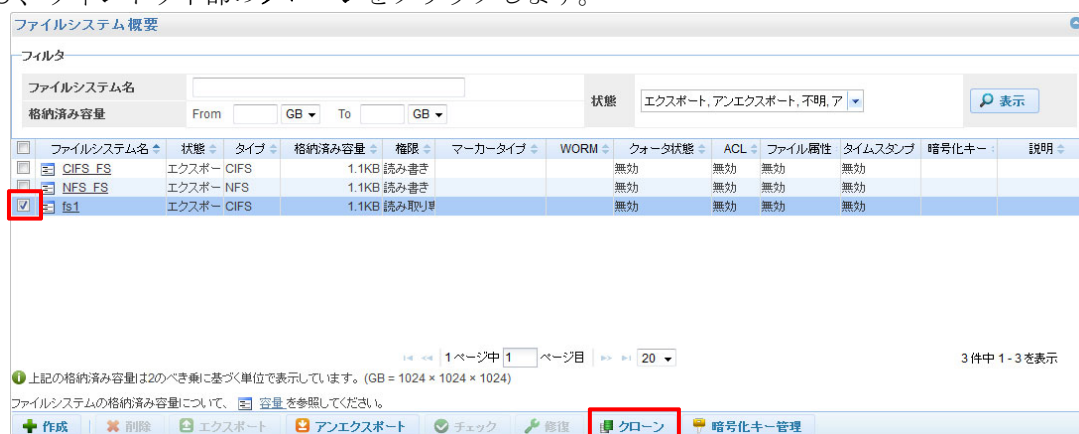 ファイルシステム概要
フィルタ
ファイルシステム名
格納済み容量 From GB To GB
状態 エクスポート, アンエクスポート, 不明, ア
表示
ファイルシステム名 状態 タイプ 格納済み容量 権限 マーカータイプ WORM クォータ状態 ACL ファイル属性 タイムスタンプ 暗号化キー 説明
CIFS_FS エクスポー CIFS 1.1KB 読み書き 無効 無効 無効 無効
NFS_FS エクスポー NFS 1.1KB 読み書き 無効 無効 無効 無効
fs1 エクスポー CIFS 1.1KB 読み取り専 無効 無効 無効 無効
1 ページ中 1 ページ目 20
3 件中 1 - 3 を表示
上記の格納済み容量は2のべき乗に基づく単位で表示しています。(GB = 1024 × 1024 × 1024)
ファイルシステムの格納済み容量について、 容量 を参照してください。
作成 削除 エクスポート アンエクスポート チェック 修復 クローン 暗号化キー管理